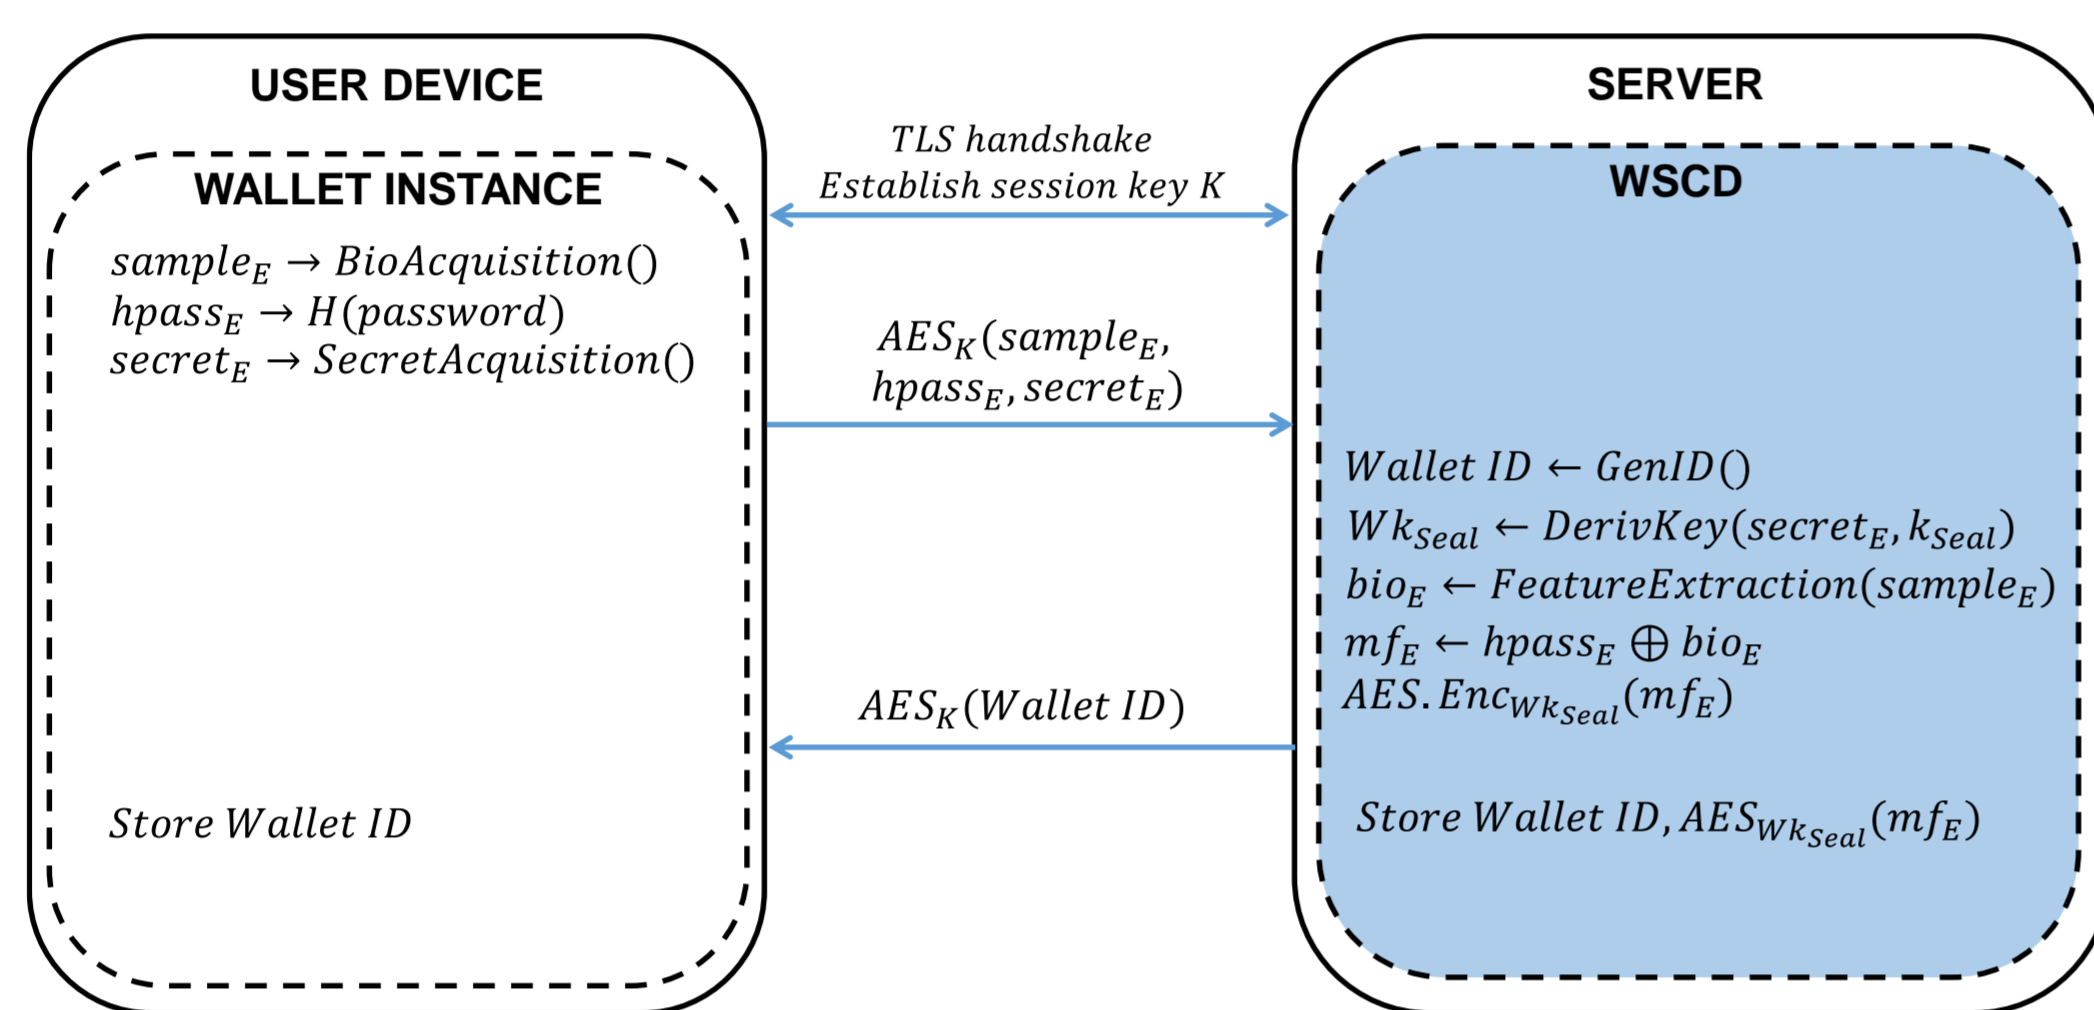 USER DEVICE
WALLET INSTANCE
sample_E → BioAcquisition()
hpass_E → H(password)
secret_E → SecretAcquisition()
Store Wallet ID
TLS handshake
Establish session key K
AES_K(sample_E,
hpass_E, secret_E)
AES_K(Wallet ID)
SERVER
WSCD
Wallet ID ← GenID()
Wk_Seal ← DerivKey(secret_E, k_Seal)
bio_E ← FeatureExtraction(sample_E)
mf_E ← hpass_E ⊕ bio_E
AES.Enc_Wk_Seal(mf_E)
Store Wallet ID, AES_Wk_Seal(mf_E)